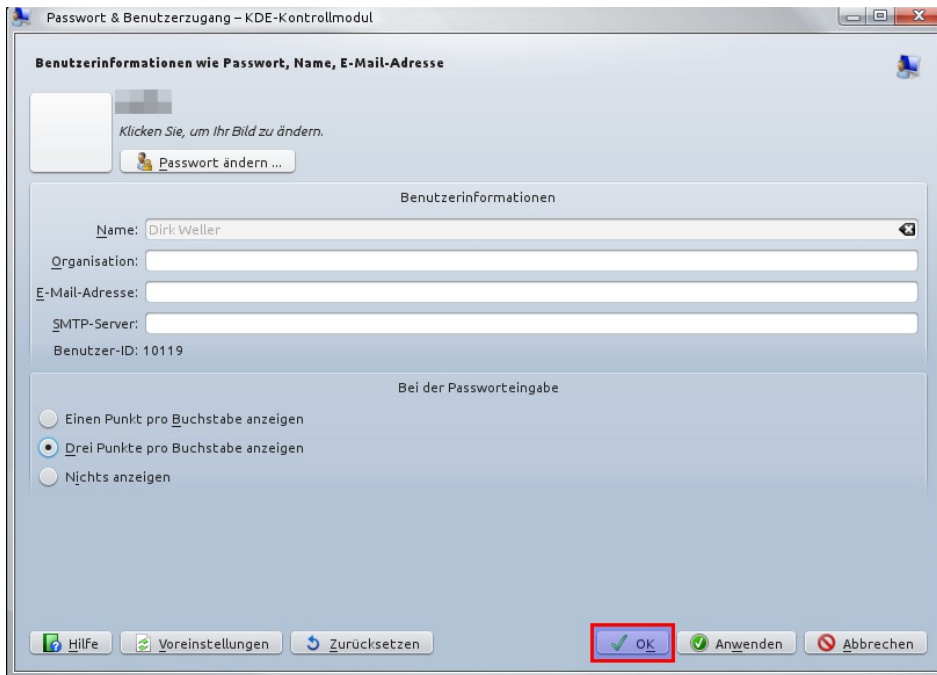 Passwort & Benutzerzugang – KDE-Kontrollmodul
Benutzerinformationen wie Passwort, Name, E-Mail-Adresse
Klicken Sie, um Ihr Bild zu ändern.
Passwort ändern ...
Benutzerinformationen
Name: Dirk Weller
Organisation:
E-Mail-Adresse:
SMTP-Server:
Benutzer-ID: 10119
Bei der Passworteingabe
Einen Punkt pro Buchstabe anzeigen
Drei Punkte pro Buchstabe anzeigen
Nichts anzeigen
Hilfe Voreinstellungen Zurücksetzen OK Anwenden Abbrechen